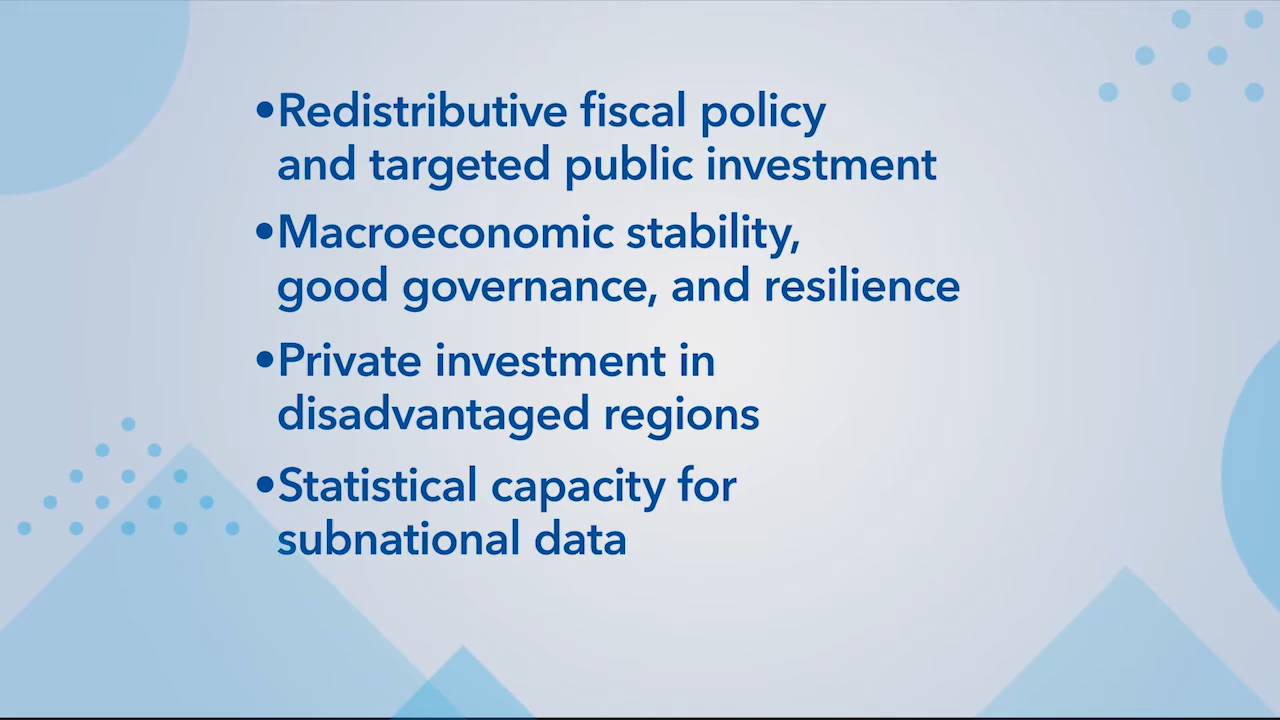 •Redistributive fiscal policy
and targeted public investment
•Macroeconomic stability,
good governance, and resilience
•Private investment in
disadvantaged regions
•Statistical capacity for
subnational data